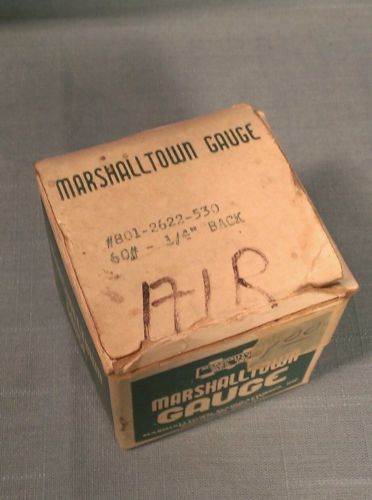 MARSHALLTOWN GAUGE
#801-2622-530
60# - 1/4" BACK
AIR
MARSHALLTOWN
GAUGE